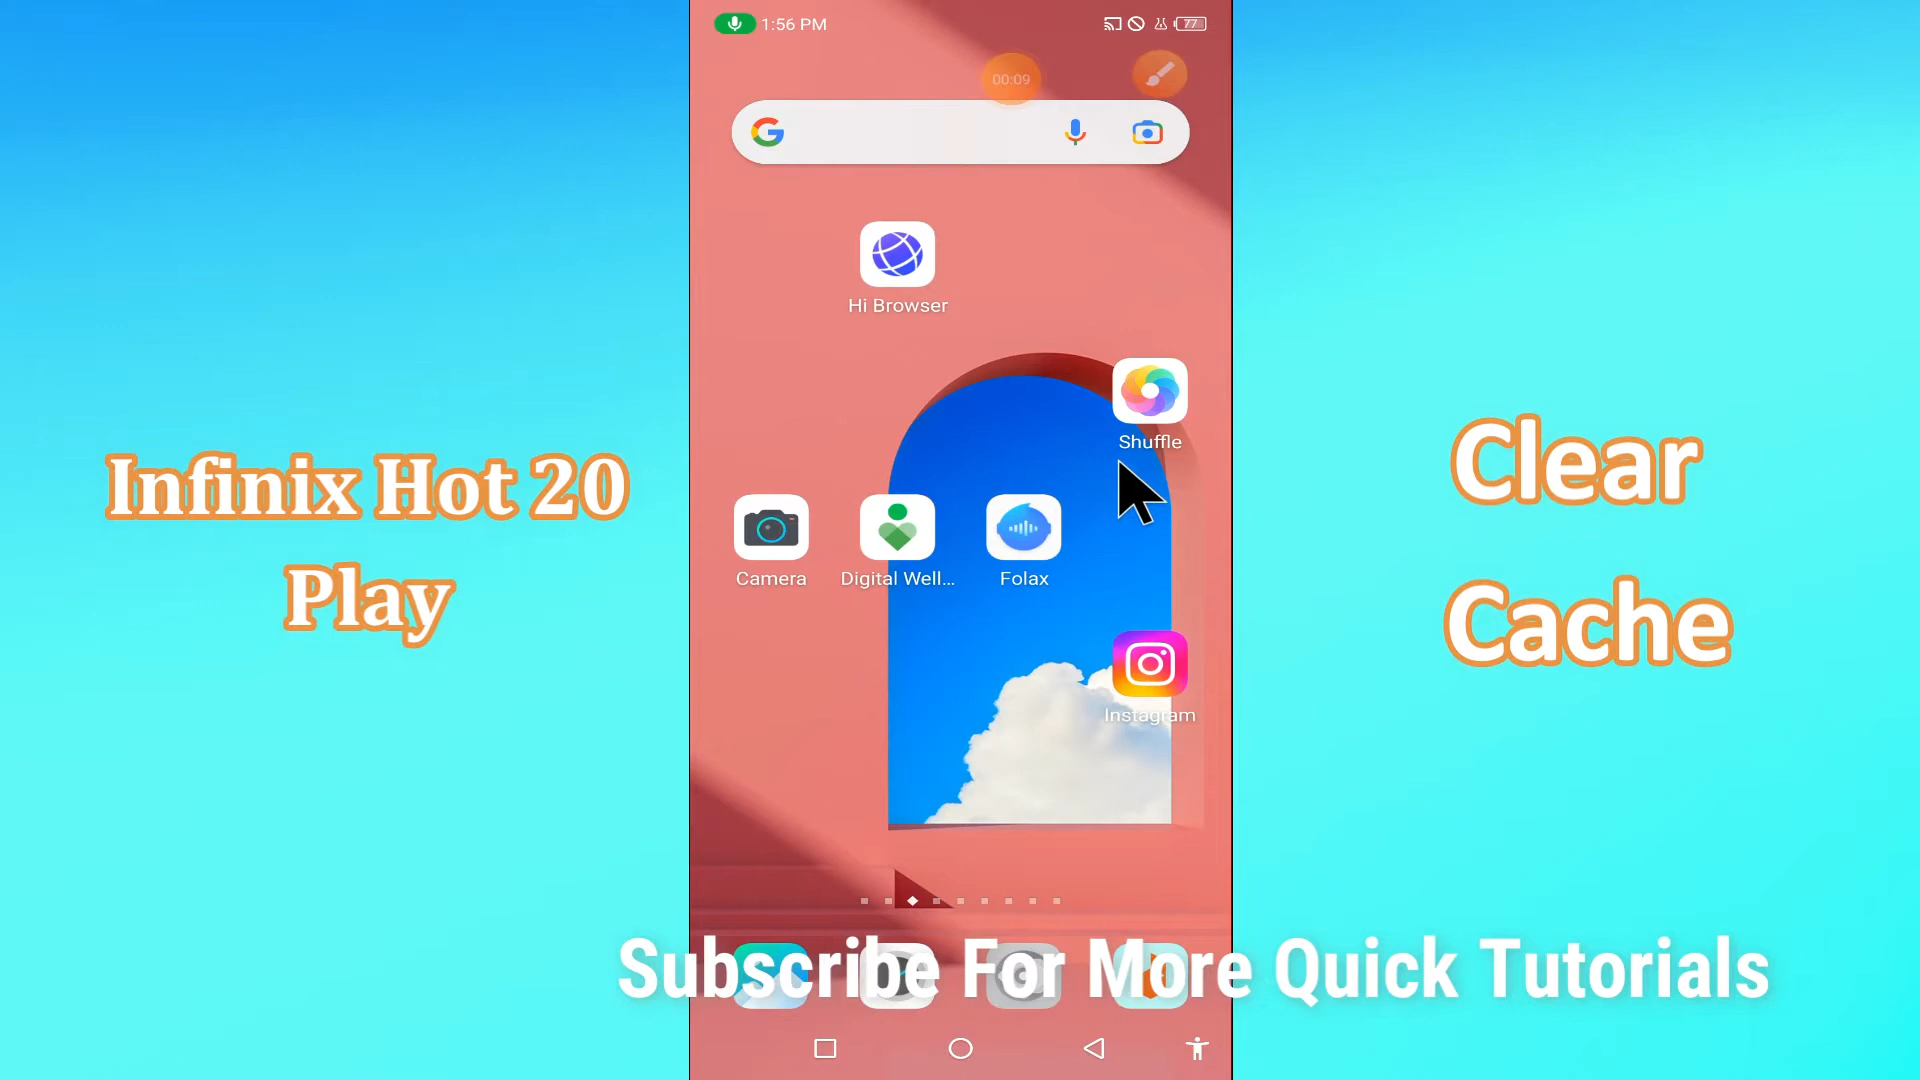 1:56 PM
77
00:09
Hi Browser
Shuffle
Infinix Hot 20
Play
Clear
Cache
Camera
Digital Well...
Folax
Instagram
Subscribe For More Quick Tutorials